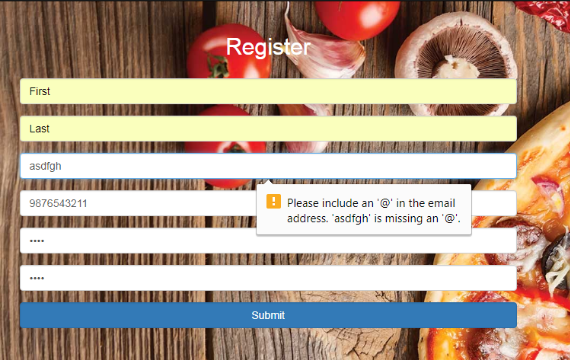 Register
First
Last
asdfgh
Please include an '@' in the email
address. 'asdfgh' is missing an '@'.
9876543211
••••
••••
Submit